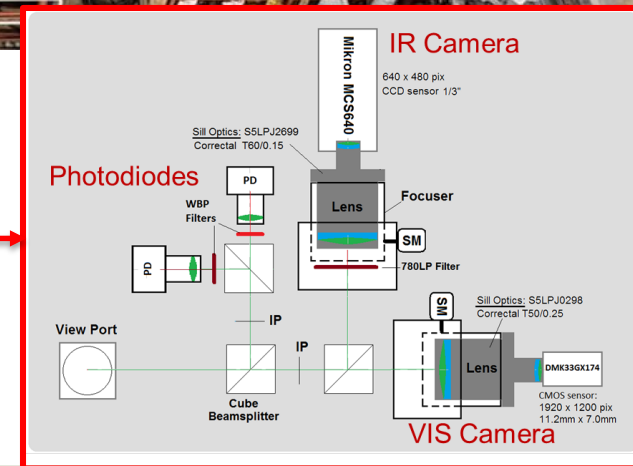 IR Camera
Mikron MCS640
640 x 480 pix
CCD sensor 1/3"
Sill Optics: S5LPJ2699
Correctal T60/0.15
Photodiodes
PD
WBP
Filters
Lens
Focuser
SM
PD
780LP Filter
IP
View Port
IP
Cube
Beamsplitter
SM
Sill Optics: S5LPJ0298
Correctal T50/0.25
Lens
DMK33GX174
CMOS sensor:
1920 x 1200 pix
11.2mm x 7.0mm
VIS Camera